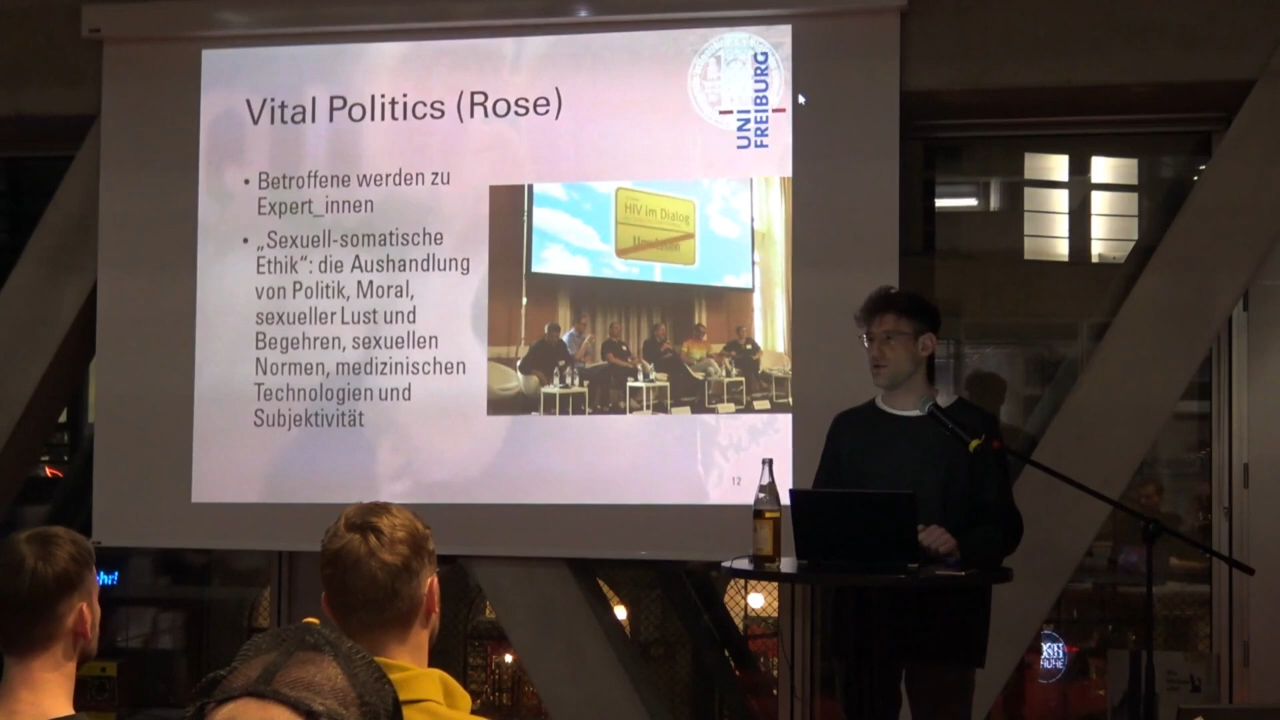 Vital Politics (Rose)
UNI
FREIBURG
• Betroffene werden zu
Expert_innen
• „Sexuell-somatische
Ethik“: die Aushandlung
von Politik, Moral,
sexueller Lust und
Begehren, sexuellen
Normen, medizinischen
Technologien und
Subjektivität
HIV im Dialog
12